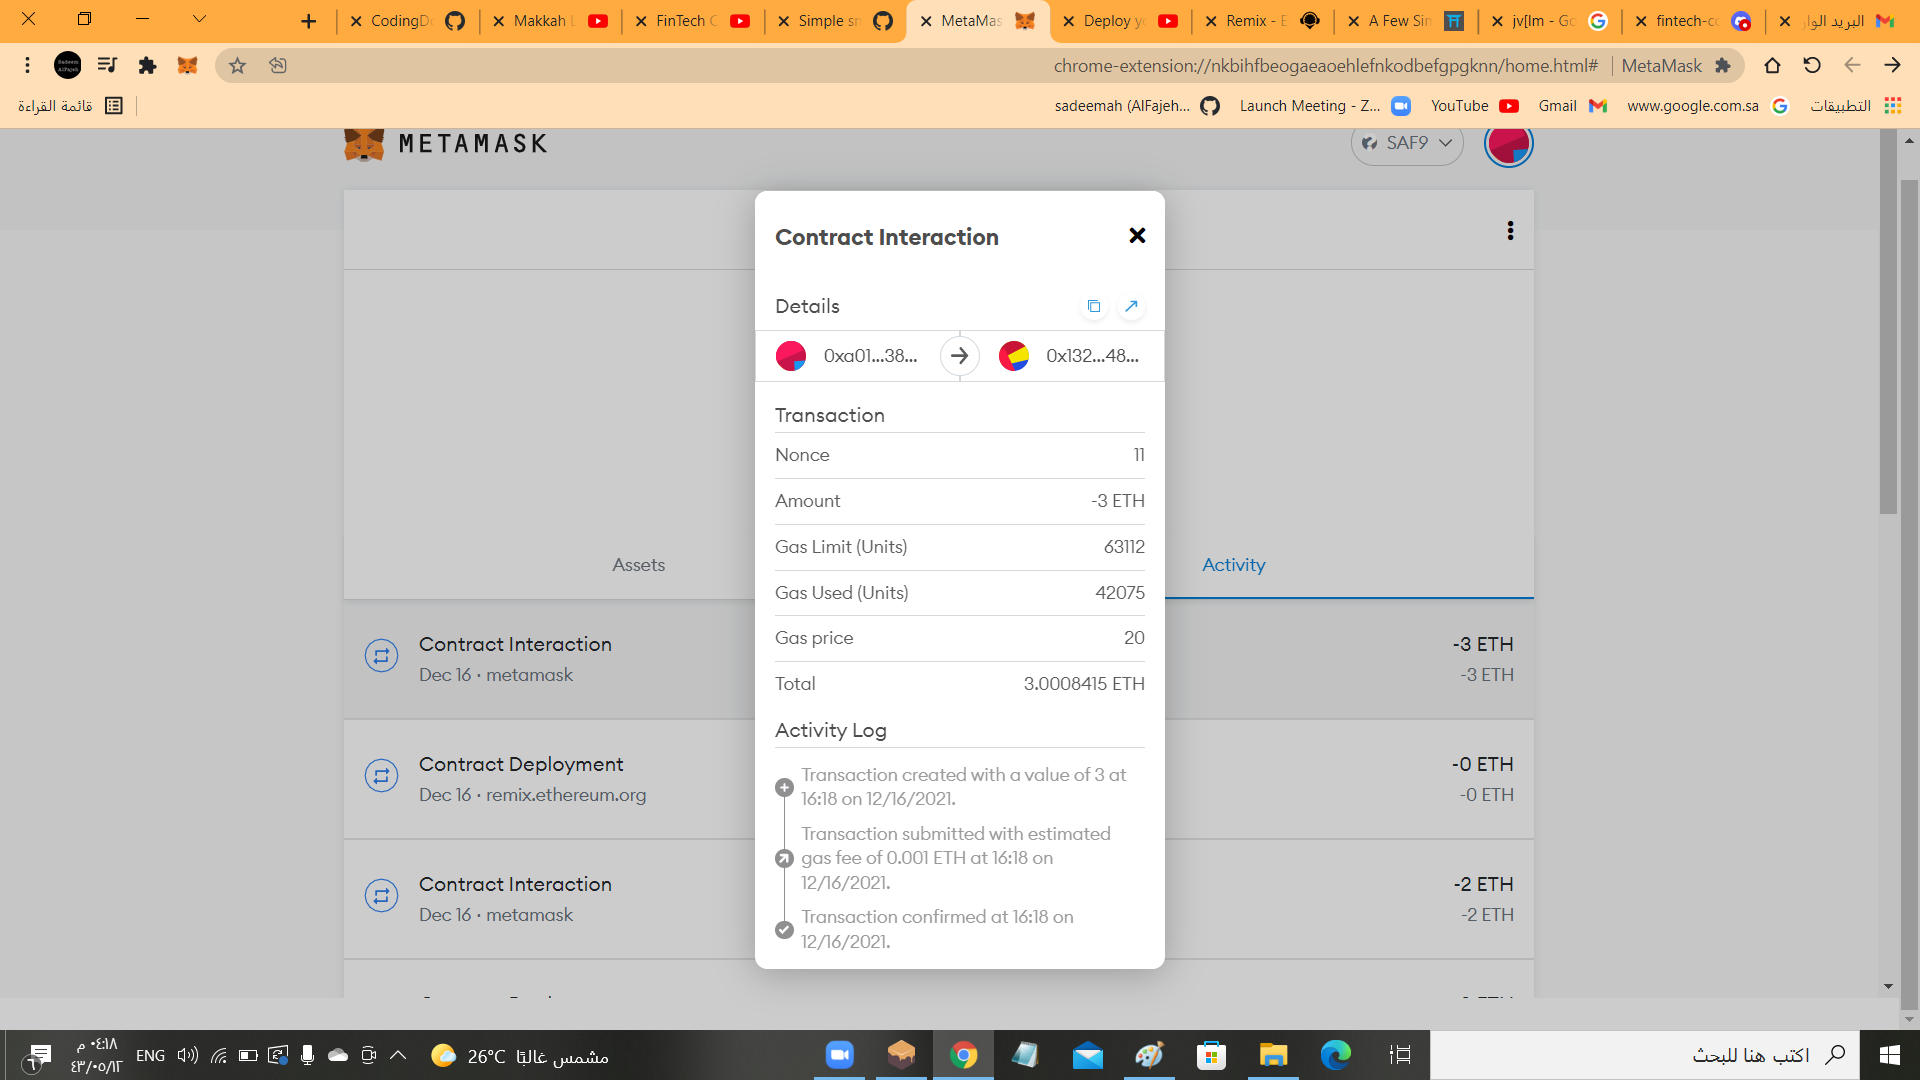 CodingD
Makkah L
FinTech C
Simple sn
MetaMas
Deploy yo
Remix - E
A Few Sin
jv[lm - Go
fintech-co
البريد الوار
chrome-extension://nkbihfbeogaeaoehlefnkodbefgpgknn/home.html#
MetaMask
قائمة القراءة
sadeemah (AlFajeh...
Launch Meeting - Z...
YouTube
Gmail
www.google.com.sa
التطبيقات
METAMASK
SAF9
Contract Interaction
Details
0xa01...38...
0x132...48...
Transaction
Nonce 11
Amount -3 ETH
Gas Limit (Units) 63112
Gas Used (Units) 42075
Gas price 20
Total 3.0008415 ETH
Activity Log
Transaction created with a value of 3 at
16:18 on 12/16/2021.
Transaction submitted with estimated
gas fee of 0.001 ETH at 16:18 on
12/16/2021.
Transaction confirmed at 16:18 on
12/16/2021.
Assets
Activity
Contract Interaction
-3 ETH
Dec 16 · metamask
-3 ETH
Contract Deployment
-0 ETH
Dec 16 · remix.ethereum.org
-0 ETH
Contract Interaction
-2 ETH
Dec 16 · metamask
-2 ETH
٠٤:١٨ م
٤٣/٠٥/١٢
ENG
26°C مشمس غالبًا
اكتب هنا للبحث